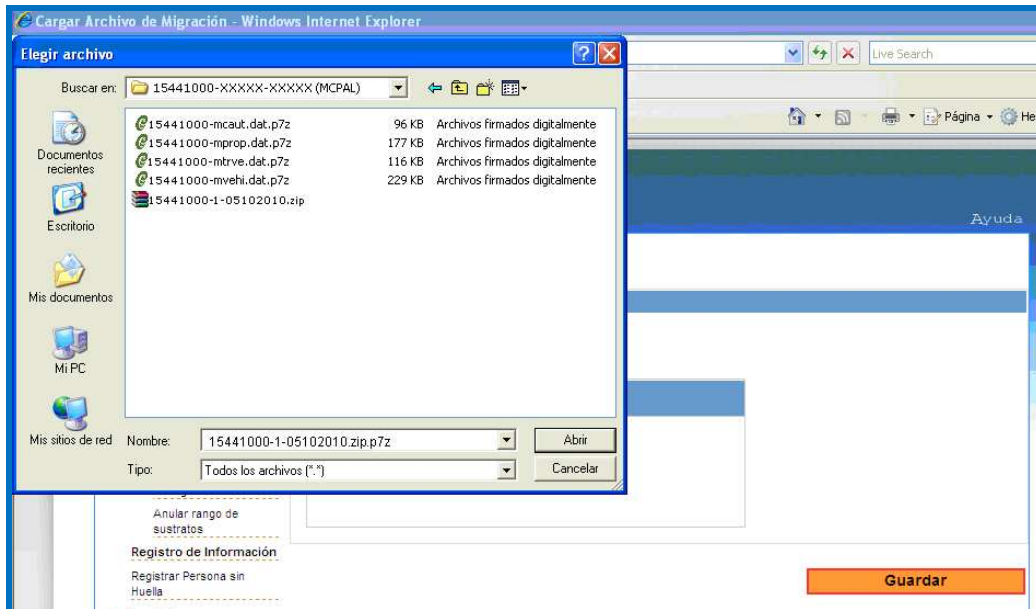 Cargar Archivo de Migración - Windows Internet Explorer
Elegir archivo
Live Search
Buscar en: 15441000-XXXXX-XXXXX (MCPAL)
Página
15441000-mcaut.dat.p7z 96 KB Archivos firmados digitalmente
15441000-mprop.dat.p7z 177 KB Archivos firmados digitalmente
15441000-mtrve.dat.p7z 116 KB Archivos firmados digitalmente
15441000-mvehi.dat.p7z 229 KB Archivos firmados digitalmente
15441000-1-05102010.zip
Documentos
recientes
Escritorio
Mis documentos
Mi PC
Mis sitios de red
Ayuda
Nombre: 15441000-1-05102010.zip.p7z Abrir
Tipo: Todos los archivos (*.*) Cancelar
Anular rango de
sustratos
Registro de Información
Registrar Persona sin
Huella
Guardar